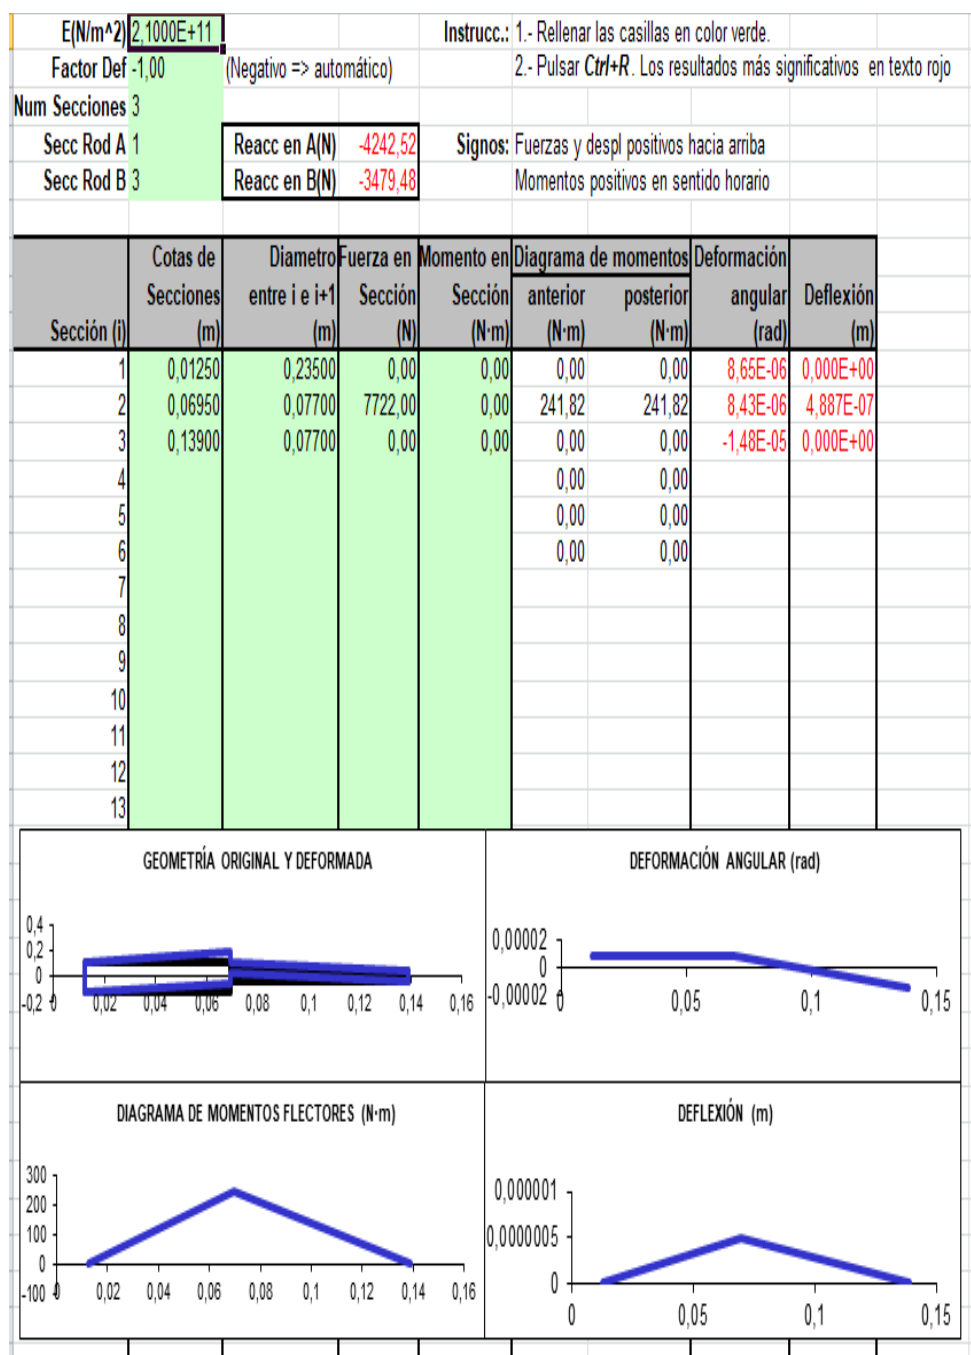 E(N/m^2) 2,1000E+11 Instrucc.: 1.- Rellenar las casillas en color verde.
Factor Def -1,00 (Negativo => automático) 2.- Pulsar Ctrl+R. Los resultados más significativos en texto rojo
Num Secciones 3
Secc Rod A 1 Reacc en A(N) -4242,52 Signos: Fuerzas y despl positivos hacia arriba
Secc Rod B 3 Reacc en B(N) -3479,48 Momentos positivos en sentido horario
Cotas de Diametro Fuerza en Momento en Diagrama de momentos Deformación
Secciones entre i e i+1 Sección Sección anterior posterior angular Deflexión
Sección (i) (m) (m) (N) (N·m) (N·m) (N·m) (rad) (m)
1 0,01250 0,23500 0,00 0,00 0,00 0,00 8,65E-06 0,000E+00
2 0,06950 0,07700 7722,00 0,00 241,82 241,82 8,43E-06 4,887E-07
3 0,13900 0,07700 0,00 0,00 0,00 0,00 -1,48E-05 0,000E+00
4 0,00 0,00
5 0,00 0,00
6 0,00 0,00
7
8
9
10
11
12
13
GEOMETRÍA ORIGINAL Y DEFORMADA
0,4
0,2
0
-0,2 0 0,02 0,04 0,06 0,08 0,1 0,12 0,14 0,16
DEFORMACIÓN ANGULAR (rad)
0,00002
0
-0,00002 0 0,05 0,1 0,15
DIAGRAMA DE MOMENTOS FLECTORES (N·m)
300
200
100
0
-100 0 0,02 0,04 0,06 0,08 0,1 0,12 0,14 0,16
DEFLEXIÓN (m)
0,000001
0,0000005
0
0 0,05 0,1 0,15